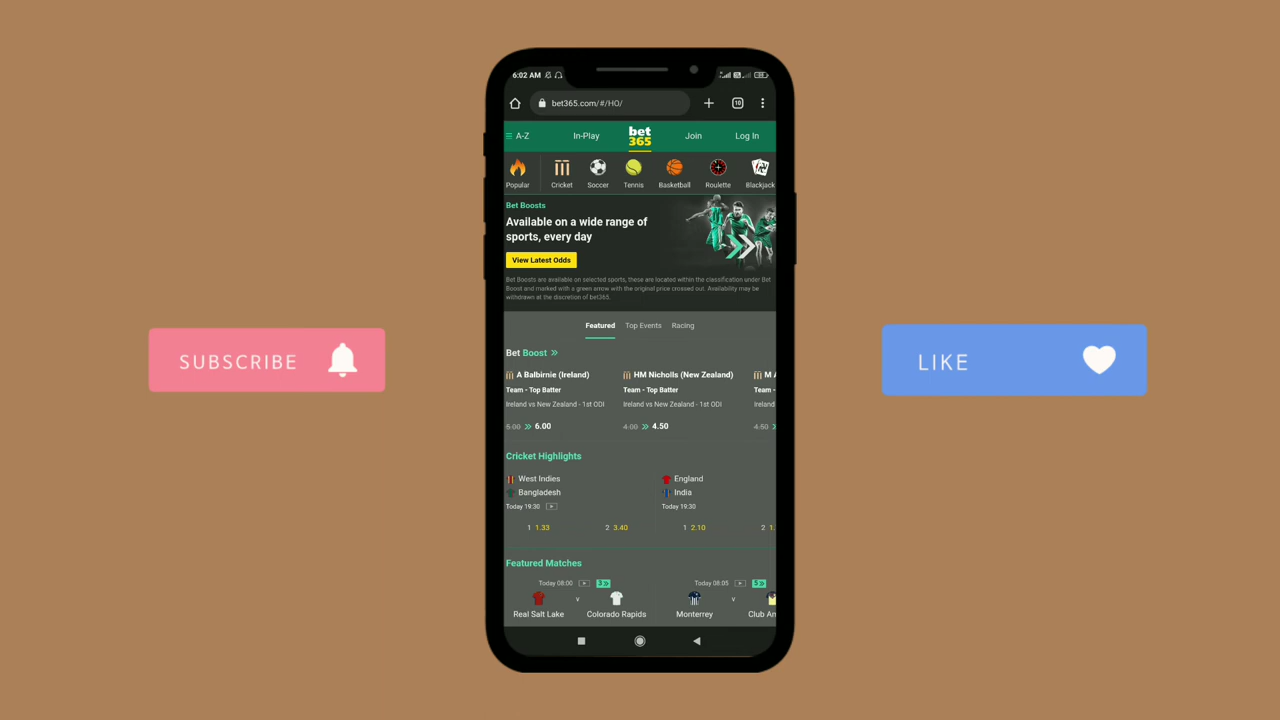 6:02 AM
bet365.com/#/HO/
10
A-Z
In-Play
bet
365
Join
Log In
Popular
Cricket
Soccer
Tennis
Basketball
Roulette
Blackjack
Bet Boosts
Available on a wide range of
sports, every day
View Latest Odds
Bet Boosts are available on selected sports, these are located within the classification under Bet
Boost and marked with a green arrow with the original price crossed out. Availability may be
withdrawn at the discretion of bet365.
SUBSCRIBE
LIKE
Featured
Top Events
Racing
Bet Boost
A Balbirnie (Ireland)
HM Nicholls (New Zealand)
M A
Team - Top Batter
Team - Top Batter
Team -
Ireland vs New Zealand - 1st ODI
Ireland vs New Zealand - 1st ODI
Ireland
5.00 6.00
4.00 4.50
4.50
Cricket Highlights
West Indies
England
Bangladesh
India
Today 19:30
Today 19:30
1 1.33
2 3.40
1 2.10
2 1.
Featured Matches
Today 08:00
3
Today 08:05
5
v
v
Real Salt Lake
Colorado Rapids
Monterrey
Club Am